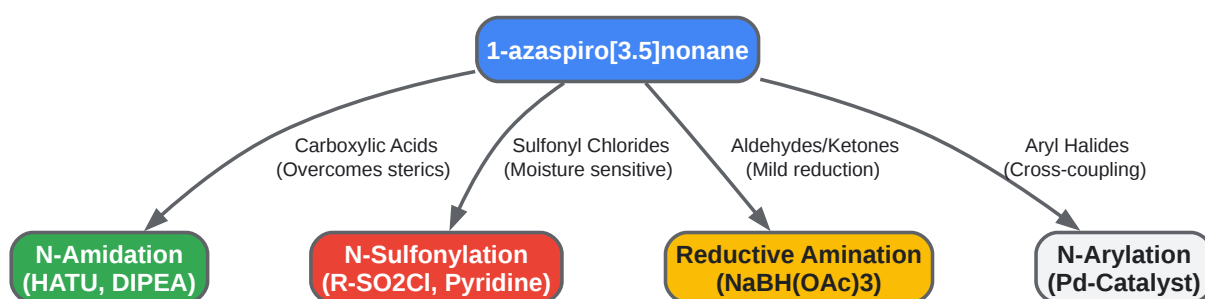 1-azaspiro[3.5]nonane
Carboxylic Acids
(Overcomes sterics)
Sulfonyl Chlorides
(Moisture sensitive)
Aldehydes/Ketones
(Mild reduction)
Aryl Halides
(Cross-coupling)
N-Amidation
(HATU, DIPEA)
N-Sulfonylation
(R-SO2Cl, Pyridine)
Reductive Amination
(NaBH(OAc)3)
N-Arylation
(Pd-Catalyst)